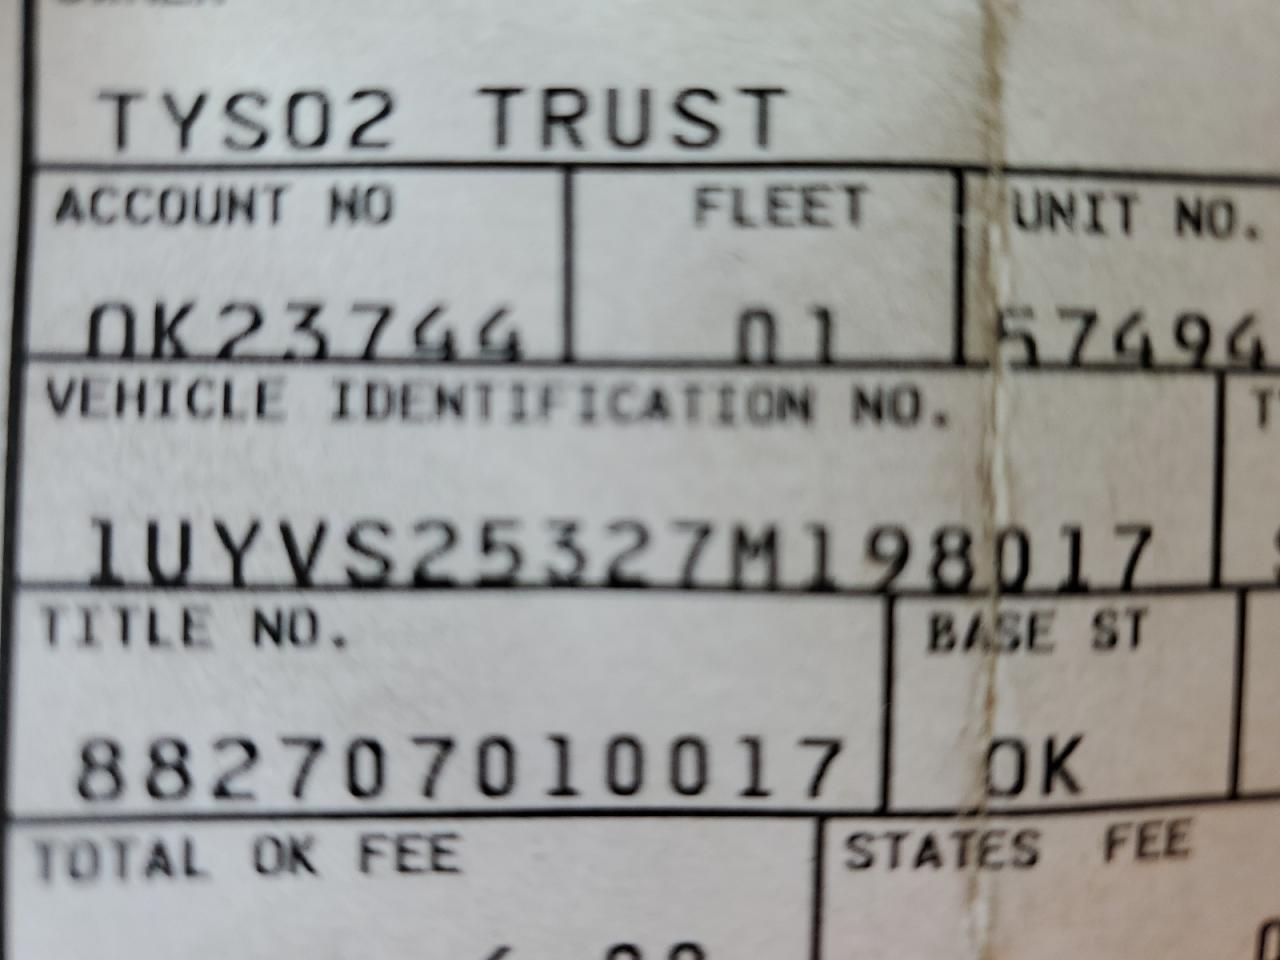 TYS02 TRUST
ACCOUNT NO FLEET UNIT NO.
OK23744 01 57494
VEHICLE IDENTIFICATION NO.
1UYVS25327M198017
TITLE NO. BASE ST
882707010017 OK
TOTAL OK FEE STATES FEE